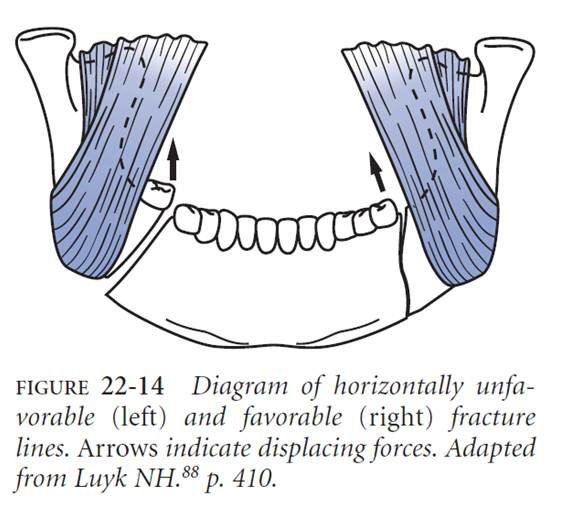 FIGURE 22-14 Diagram of horizontally unfa-
vorable (left) and favorable (right) fracture
lines. Arrows indicate displacing forces. Adapted
from Luyk NH.88 p. 410.